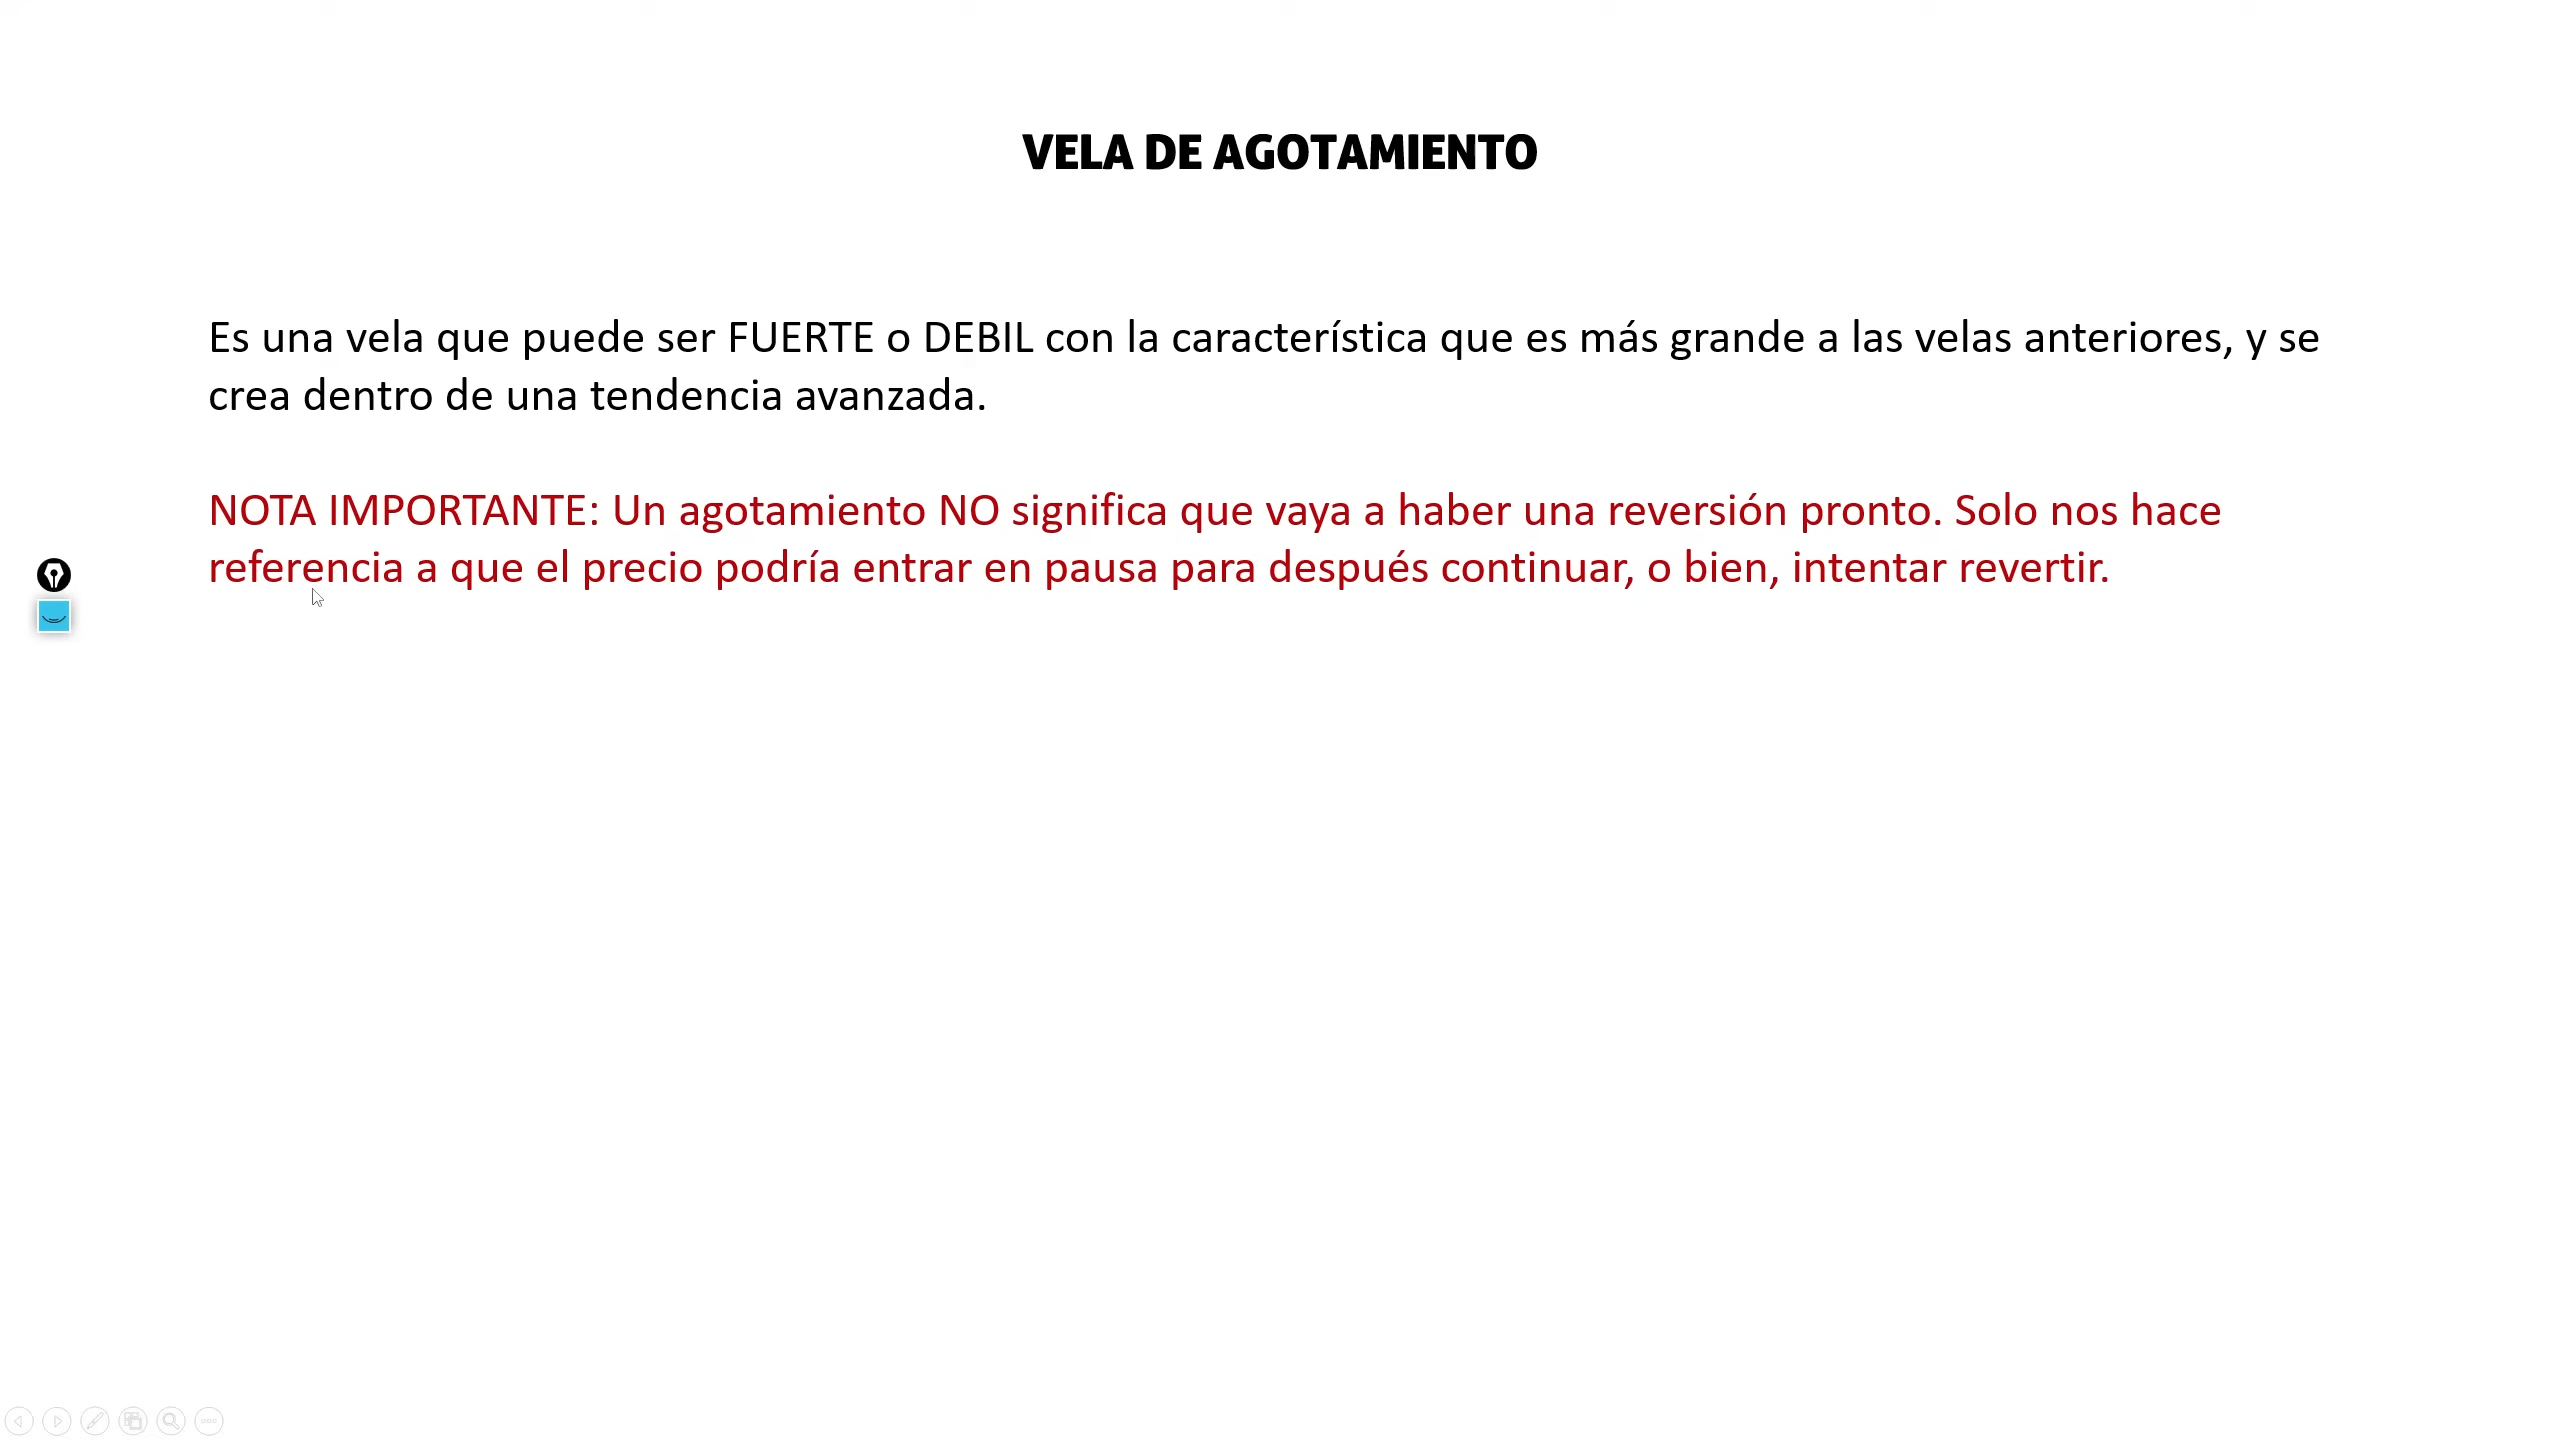 VELA DE AGOTAMIENTO
Es una vela que puede ser FUERTE o DEBIL con la característica que es más grande a las velas anteriores, y se
crea dentro de una tendencia avanzada.
NOTA IMPORTANTE: Un agotamiento NO significa que vaya a haber una reversión pronto. Solo nos hace
referencia a que el precio podría entrar en pausa para después continuar, o bien, intentar revertir.